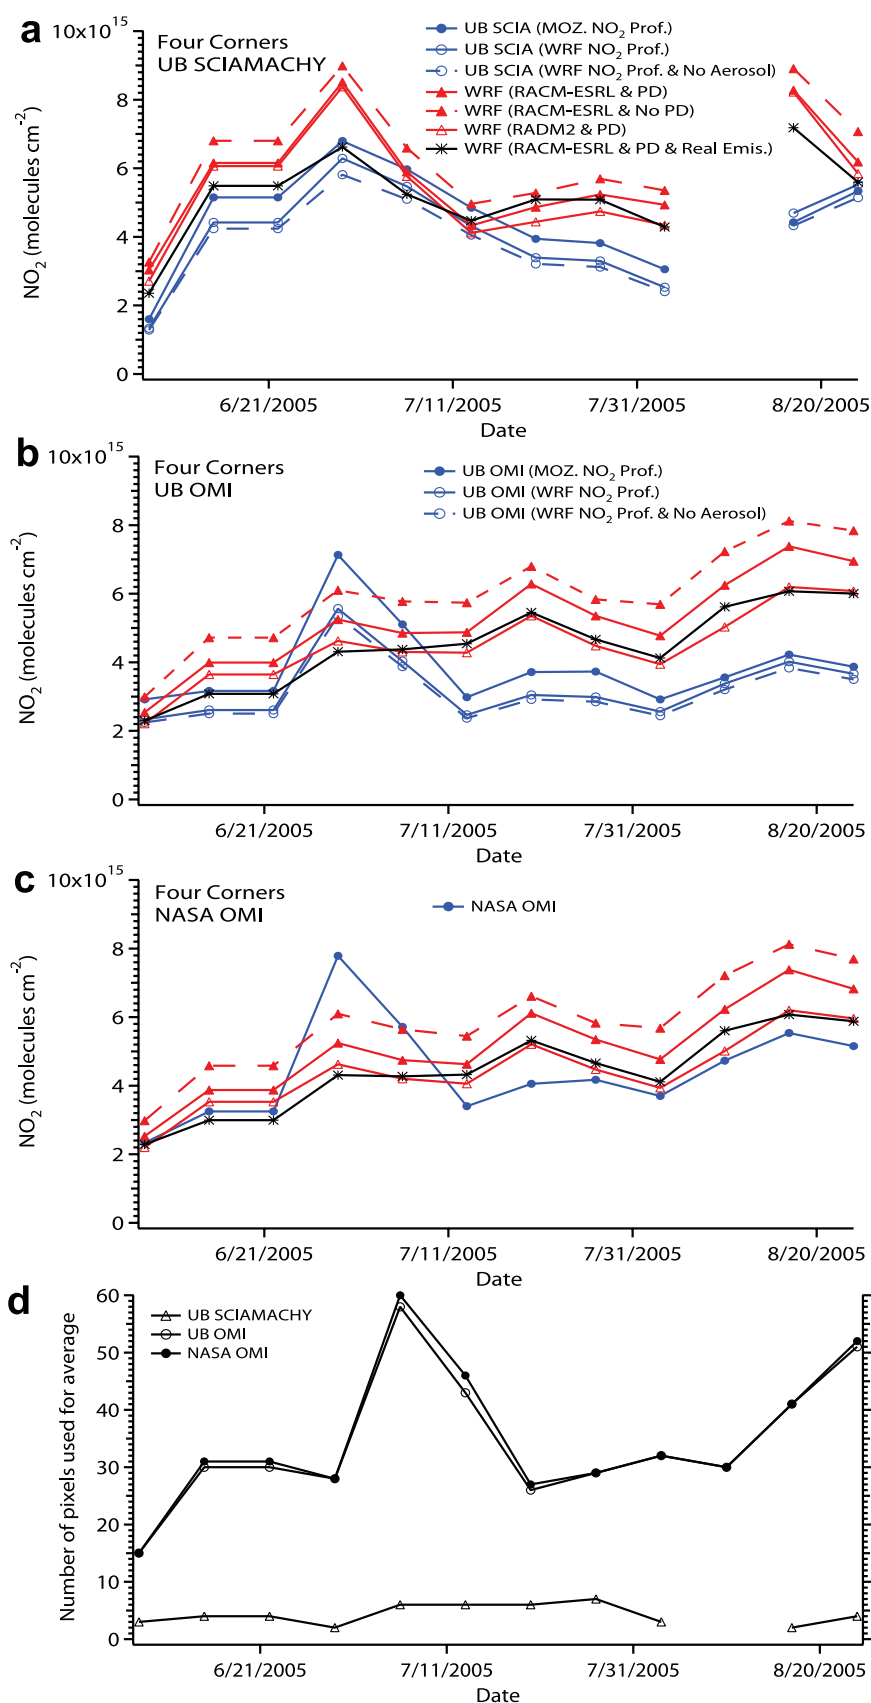 a
10x10^15
Four Corners
UB SCIAMACHY
UB SCIA (MOZ. NO2 Prof.)
UB SCIA (WRF NO2 Prof.)
UB SCIA (WRF NO2 Prof. & No Aerosol)
WRF (RACM-ESRL & PD)
WRF (RACM-ESRL & No PD)
WRF (RADM2 & PD)
WRF (RACM-ESRL & PD & Real Emis.)
NO2 (molecules cm^-2)
8
6
4
2
0
6/21/2005
7/11/2005
7/31/2005
8/20/2005
Date
b
10x10^15
Four Corners
UB OMI
UB OMI (MOZ. NO2 Prof.)
UB OMI (WRF NO2 Prof.)
UB OMI (WRF NO2 Prof. & No Aerosol)
NO2 (molecules cm^-2)
8
6
4
2
0
6/21/2005
7/11/2005
7/31/2005
8/20/2005
Date
c
10x10^15
Four Corners
NASA OMI
NASA OMI
NO2 (molecules cm^-2)
8
6
4
2
0
6/21/2005
7/11/2005
7/31/2005
8/20/2005
Date
d
UB SCIAMACHY
UB OMI
NASA OMI
Number of pixels used for average
60
50
40
30
20
10
0
6/21/2005
7/11/2005
7/31/2005
8/20/2005
Date